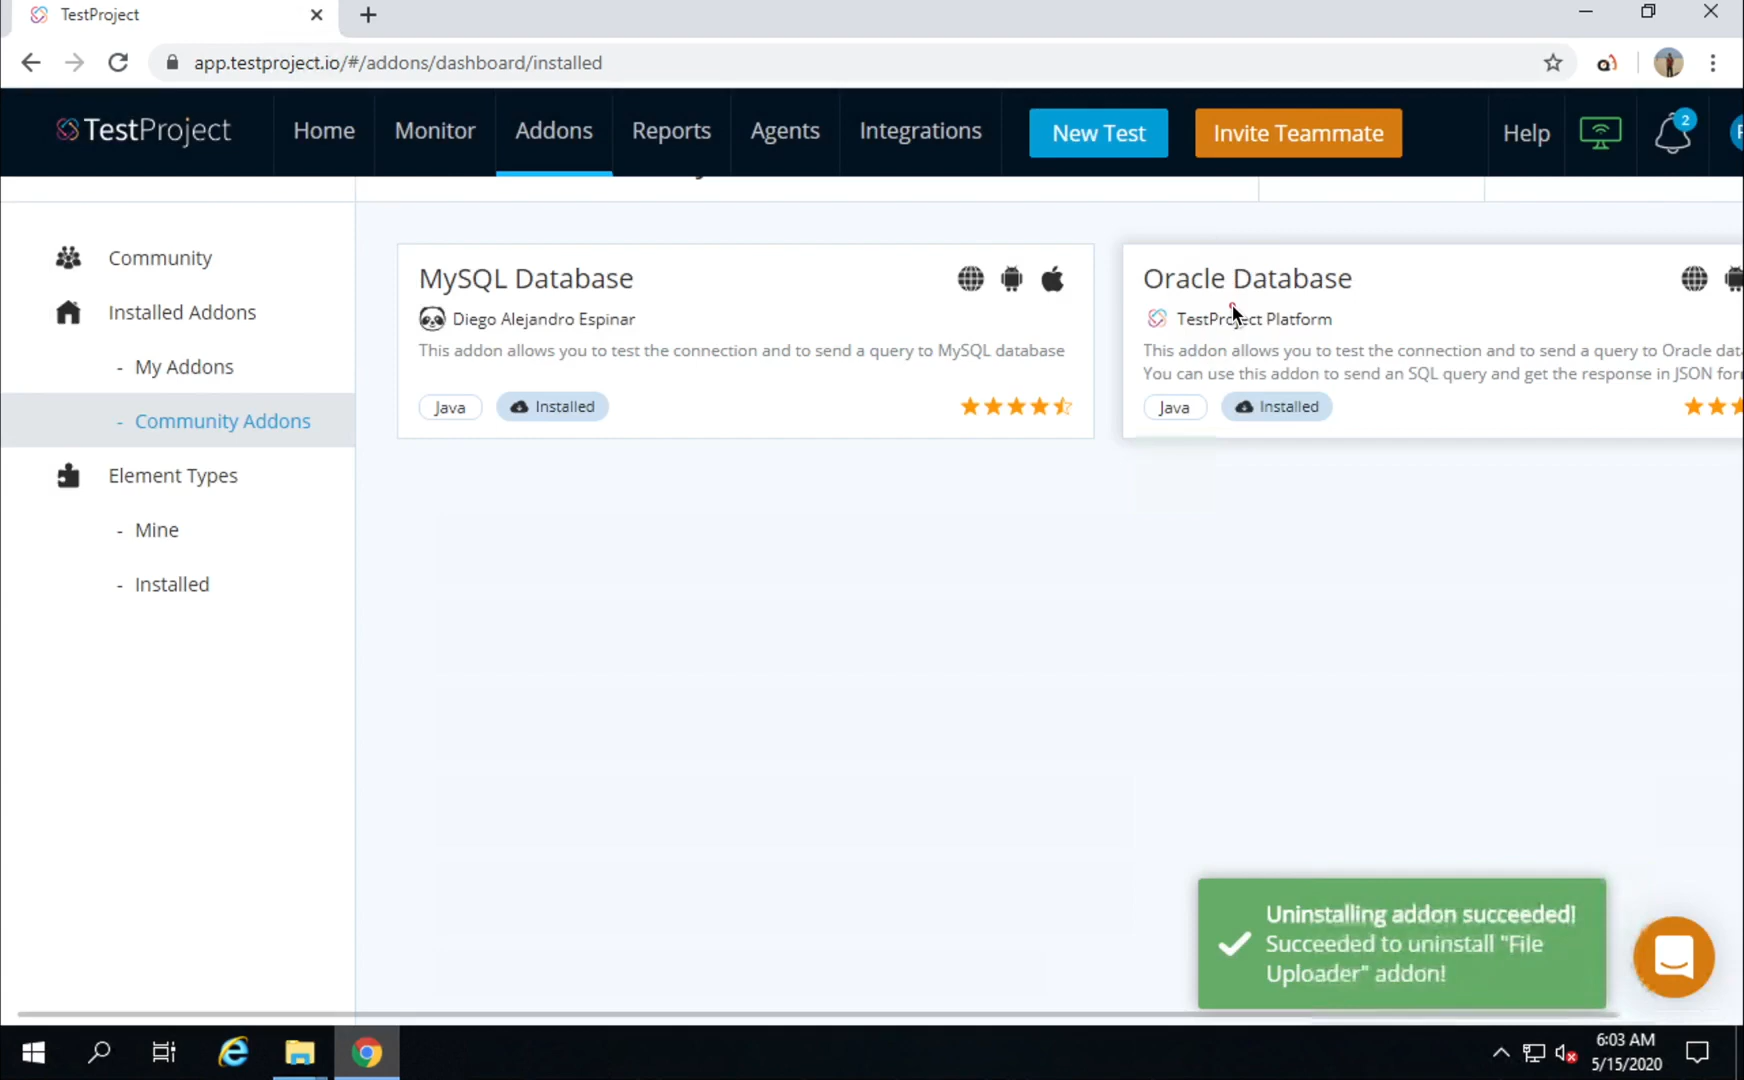 TestProject
app.testproject.io/#/addons/dashboard/installed
TestProject
Home
Monitor
Addons
Reports
Agents
Integrations
New Test
Invite Teammate
Help
2
Community
Installed Addons
- My Addons
- Community Addons
Element Types
- Mine
- Installed
MySQL Database
Diego Alejandro Espinar
This addon allows you to test the connection and to send a query to MySQL database
Java
Installed
Oracle Database
TestProject Platform
This addon allows you to test the connection and to send a query to Oracle dat
You can use this addon to send an SQL query and get the response in JSON for
Java
Installed
Uninstalling addon succeeded!
Succeeded to uninstall "File
Uploader" addon!
6:03 AM
5/15/2020